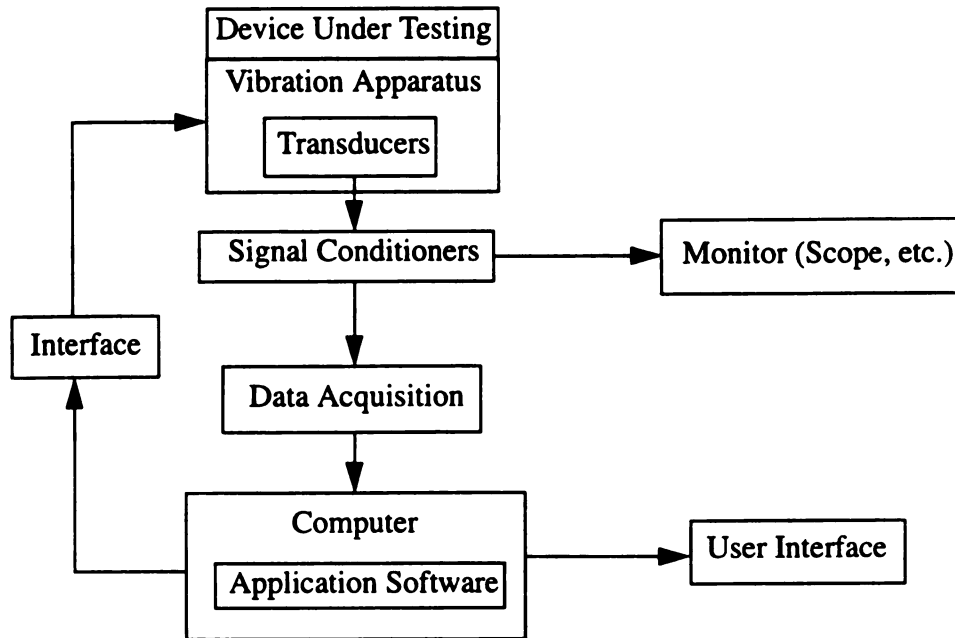 Device Under Testing
Vibration Apparatus
Transducers
Signal Conditioners
Monitor (Scope, etc.)
Interface
Data Acquisition
Computer
User Interface
Application Software